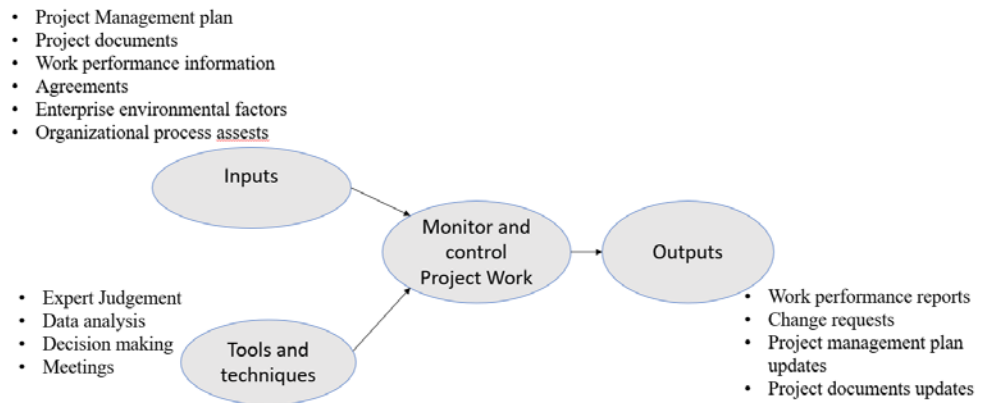 • Project Management plan
• Project documents
• Work performance information
• Agreements
• Enterprise environmental factors
• Organizational process assests
Inputs
Monitor and
control
Project Work
Outputs
• Expert Judgement
• Data analysis
• Decision making
• Meetings
Tools and
techniques
• Work performance reports
• Change requests
• Project management plan
updates
• Project documents updates